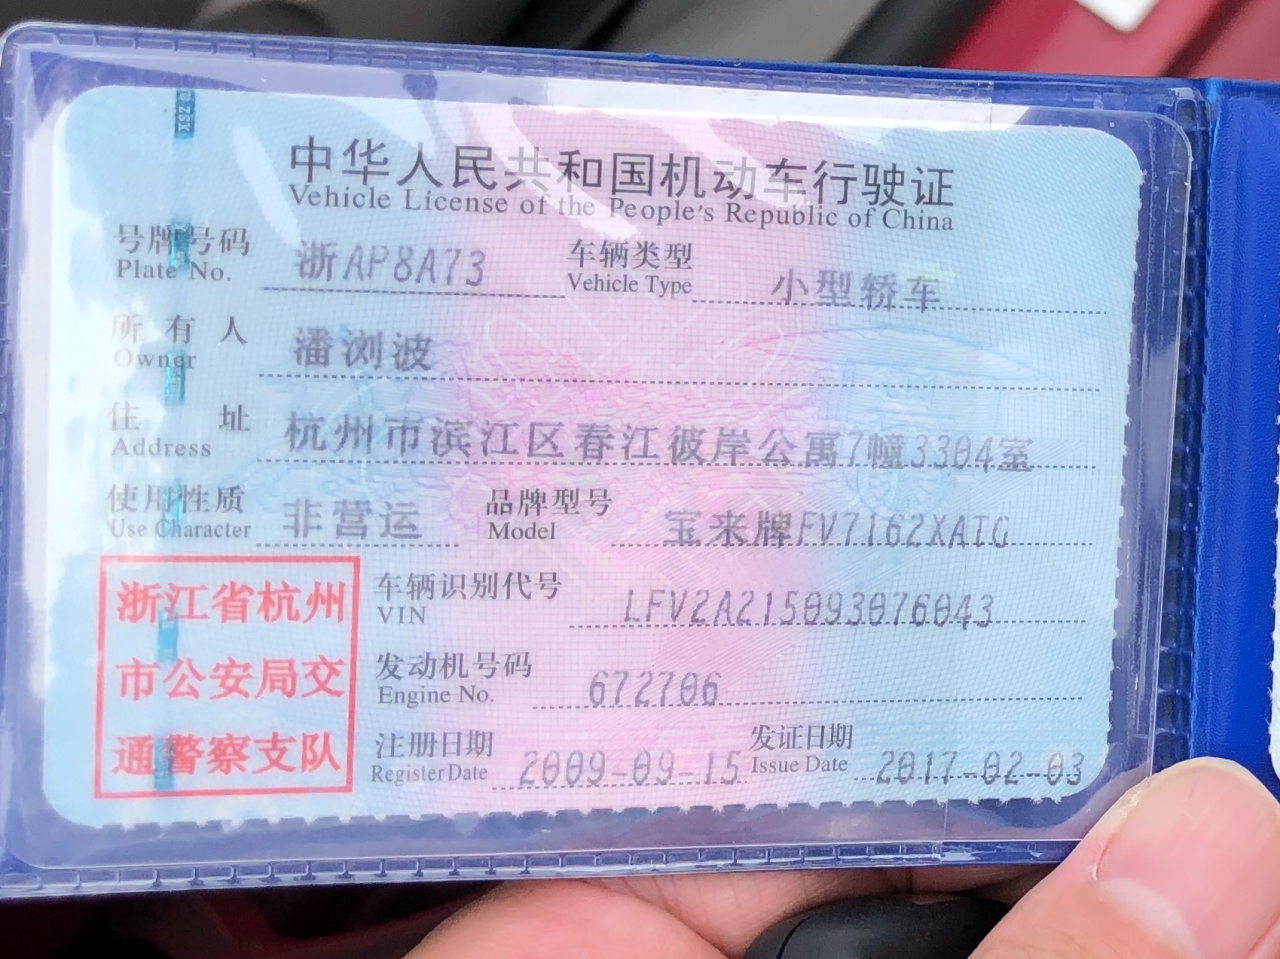 XSZ
中华人民共和国机动车行驶证
Vehicle License of the People's Republic of China
号牌号码 浙AP8A73 车辆类型 小型轿车
Plate No. Vehicle Type
所有人 潘浏波
Owner
住址 杭州市滨江区春江彼岸公寓7幢3304室
Address
使用性质 非营运 品牌型号 宝来牌FV7162XATG
Use Character Model
浙江省杭州
市公安局交
通警察支队
车辆识别代号 LFV2A215093076043
VIN
发动机号码 672706
Engine No.
注册日期 2009-09-15 发证日期 2017-02-03
Register Date Issue Date